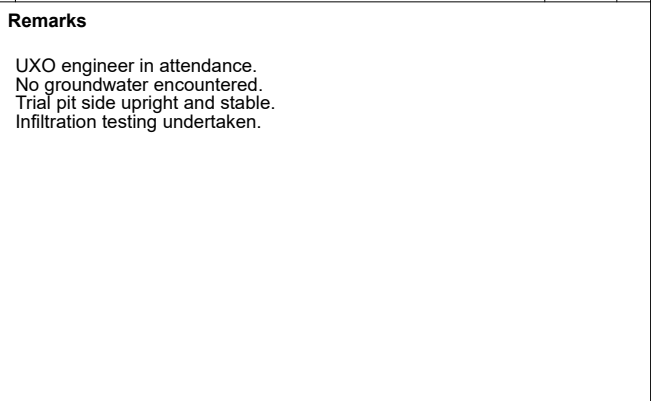 Remarks
UXO engineer in attendance.
No groundwater encountered.
Trial pit side upright and stable.
Infiltration testing undertaken.